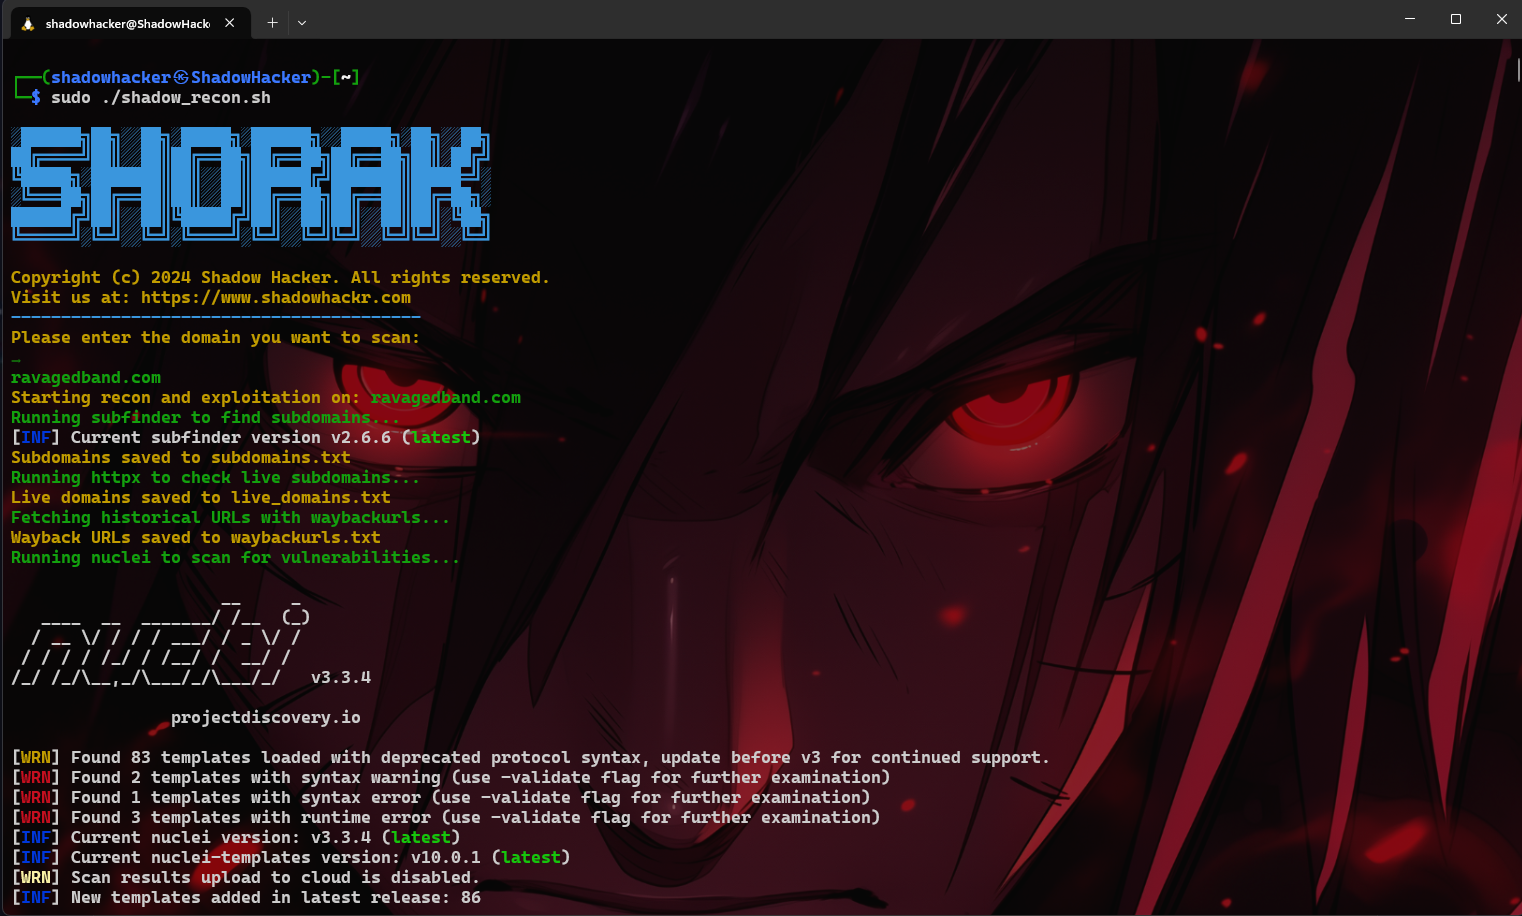 shadowhacker@ShadowHack
┌──(shadowhacker㉿ShadowHacker)-[~]
└─$ sudo ./shadow_recon.sh
SHDRAK
Copyright (c) 2024 Shadow Hacker. All rights reserved.
Visit us at: https://www.shadowhackr.com
-----------------------------------------
Please enter the domain you want to scan:
→
ravagedband.com
Starting recon and exploitation on: ravagedband.com
Running subfinder to find subdomains...
[INF] Current subfinder version v2.6.6 (latest)
Subdomains saved to subdomains.txt
Running httpx to check live subdomains...
Live domains saved to live_domains.txt
Fetching historical URLs with waybackurls...
Wayback URLs saved to waybackurls.txt
Running nuclei to scan for vulnerabilities...
nuclei v3.3.4
projectdiscovery.io
[WRN] Found 83 templates loaded with deprecated protocol syntax, update before v3 for continued support.
[WRN] Found 2 templates with syntax warning (use -validate flag for further examination)
[WRN] Found 1 templates with syntax error (use -validate flag for further examination)
[WRN] Found 3 templates with runtime error (use -validate flag for further examination)
[INF] Current nuclei version: v3.3.4 (latest)
[INF] Current nuclei-templates version: v10.0.1 (latest)
[WRN] Scan results upload to cloud is disabled.
[INF] New templates added in latest release: 86